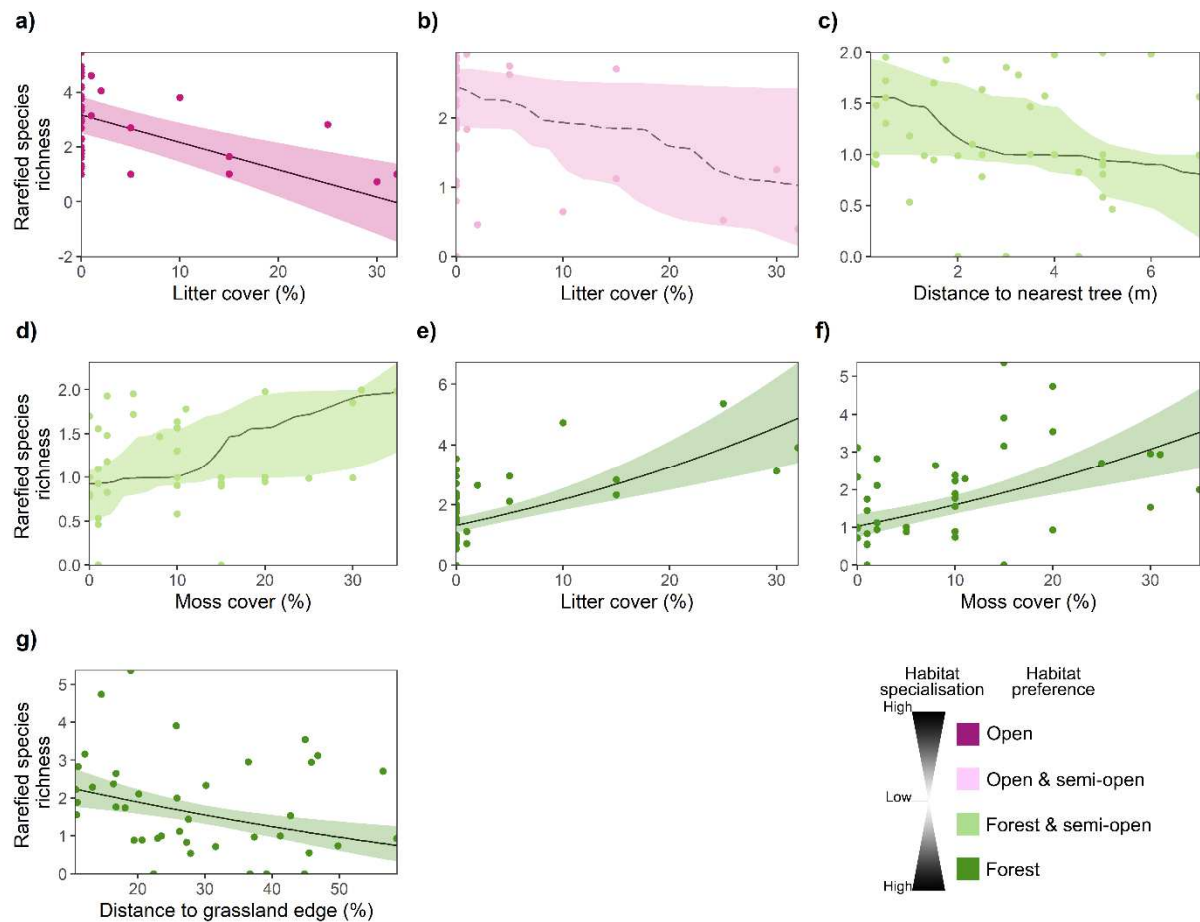 a)
b)
c)
Rarefied species
richness
4
2
0
-2
0
10
20
30
Litter cover (%)
2
1
0
0
10
20
30
Litter cover (%)
2.0
1.5
1.0
0.5
0.0
2
4
6
Distance to nearest tree (m)
d)
e)
f)
Rarefied species
richness
2.0
1.5
1.0
0.5
0.0
0
10
20
30
Moss cover (%)
6
4
2
0
0
10
20
30
Litter cover (%)
5
4
3
2
1
0
0
10
20
30
Moss cover (%)
g)
Rarefied species
richness
5
4
3
2
1
0
20
30
40
50
Distance to grassland edge (%)
Habitat
specialisation
Habitat
preference
High
Low
High
Open
Open & semi-open
Forest & semi-open
Forest